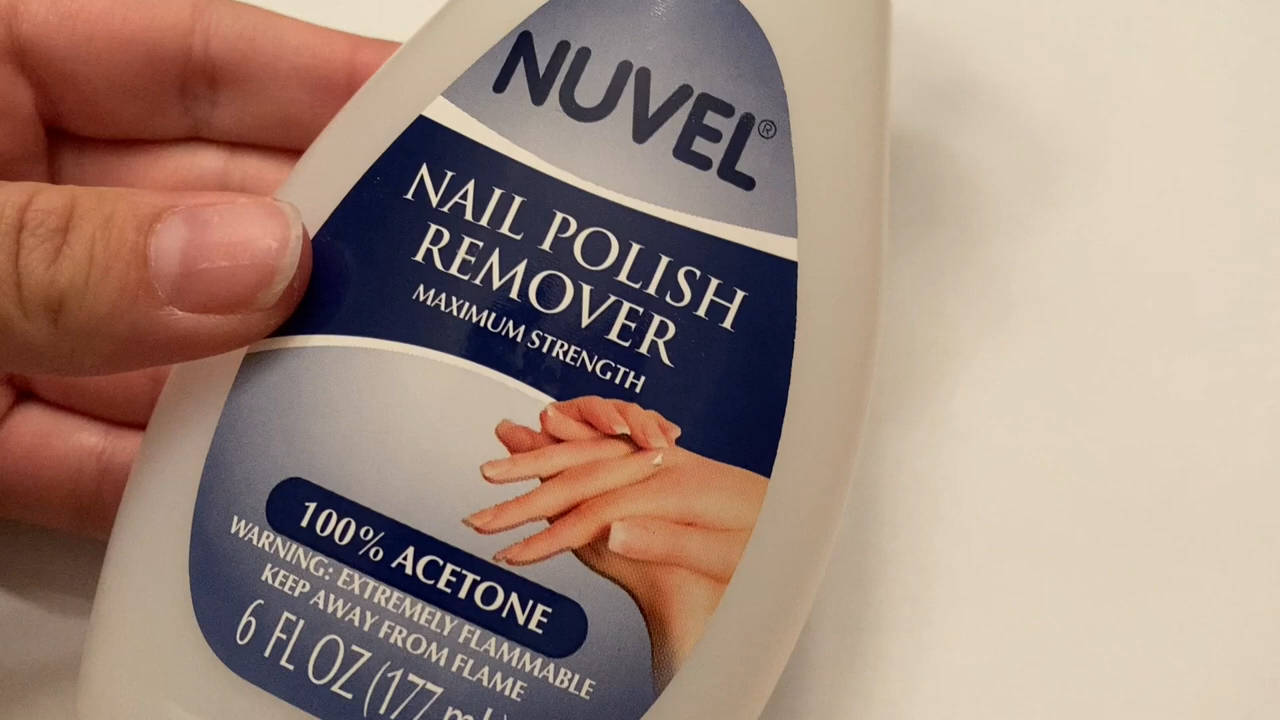 NUVEL®
NAIL POLISH
REMOVER
MAXIMUM STRENGTH
100% ACETONE
WARNING: EXTREMELY FLAMMABLE
KEEP AWAY FROM FLAME
6 FL OZ (177 mL)